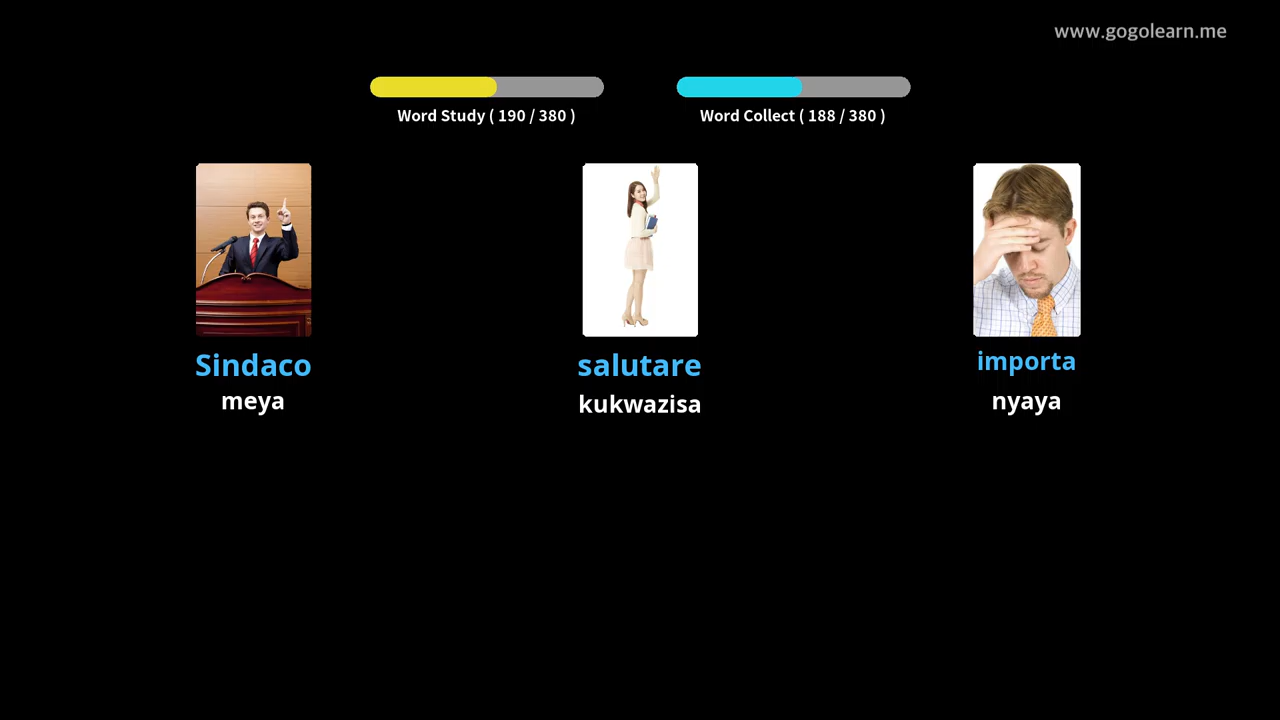 www.gogolearn.me
Word Study ( 190 / 380 )
Word Collect ( 188 / 380 )
Sindaco
meya
salutare
kukwazisa
importa
nyaya